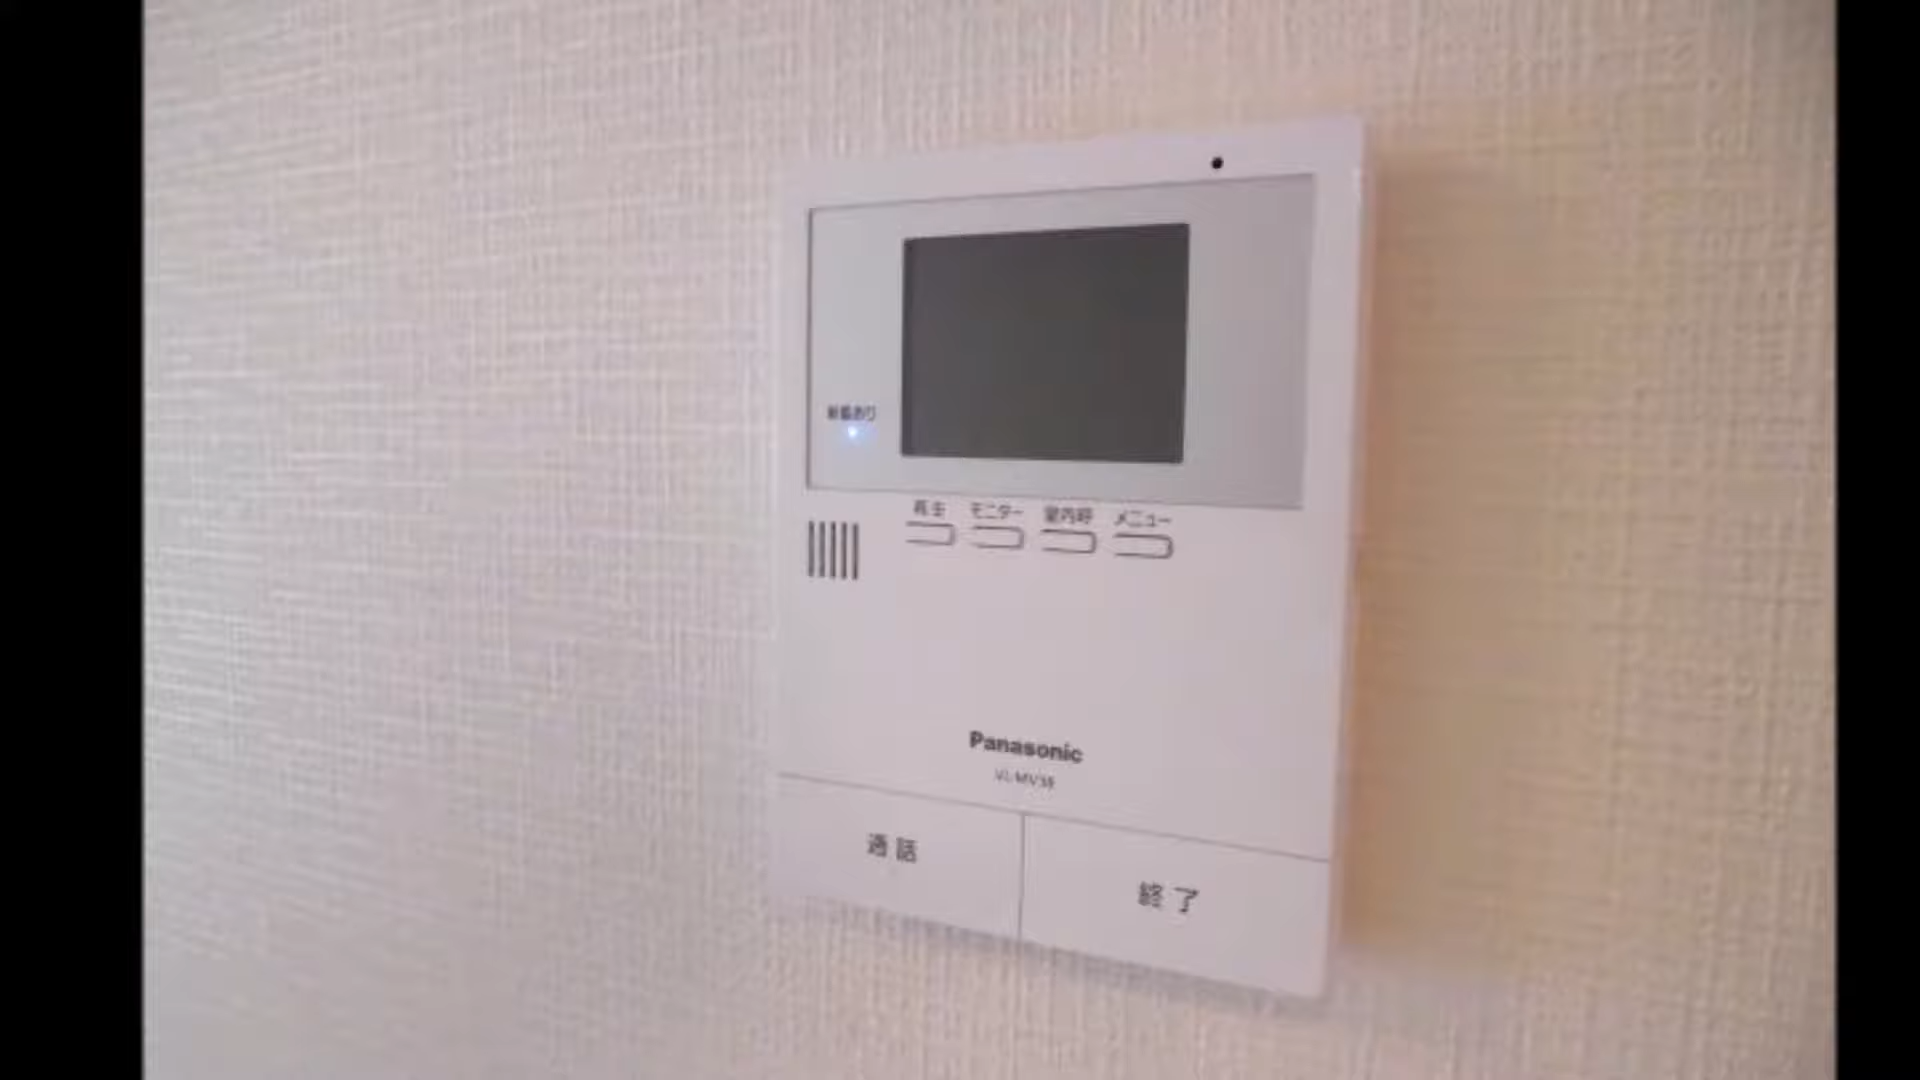 新着あり
再生 モニター 室内呼 メニュー
Panasonic
通話
終了